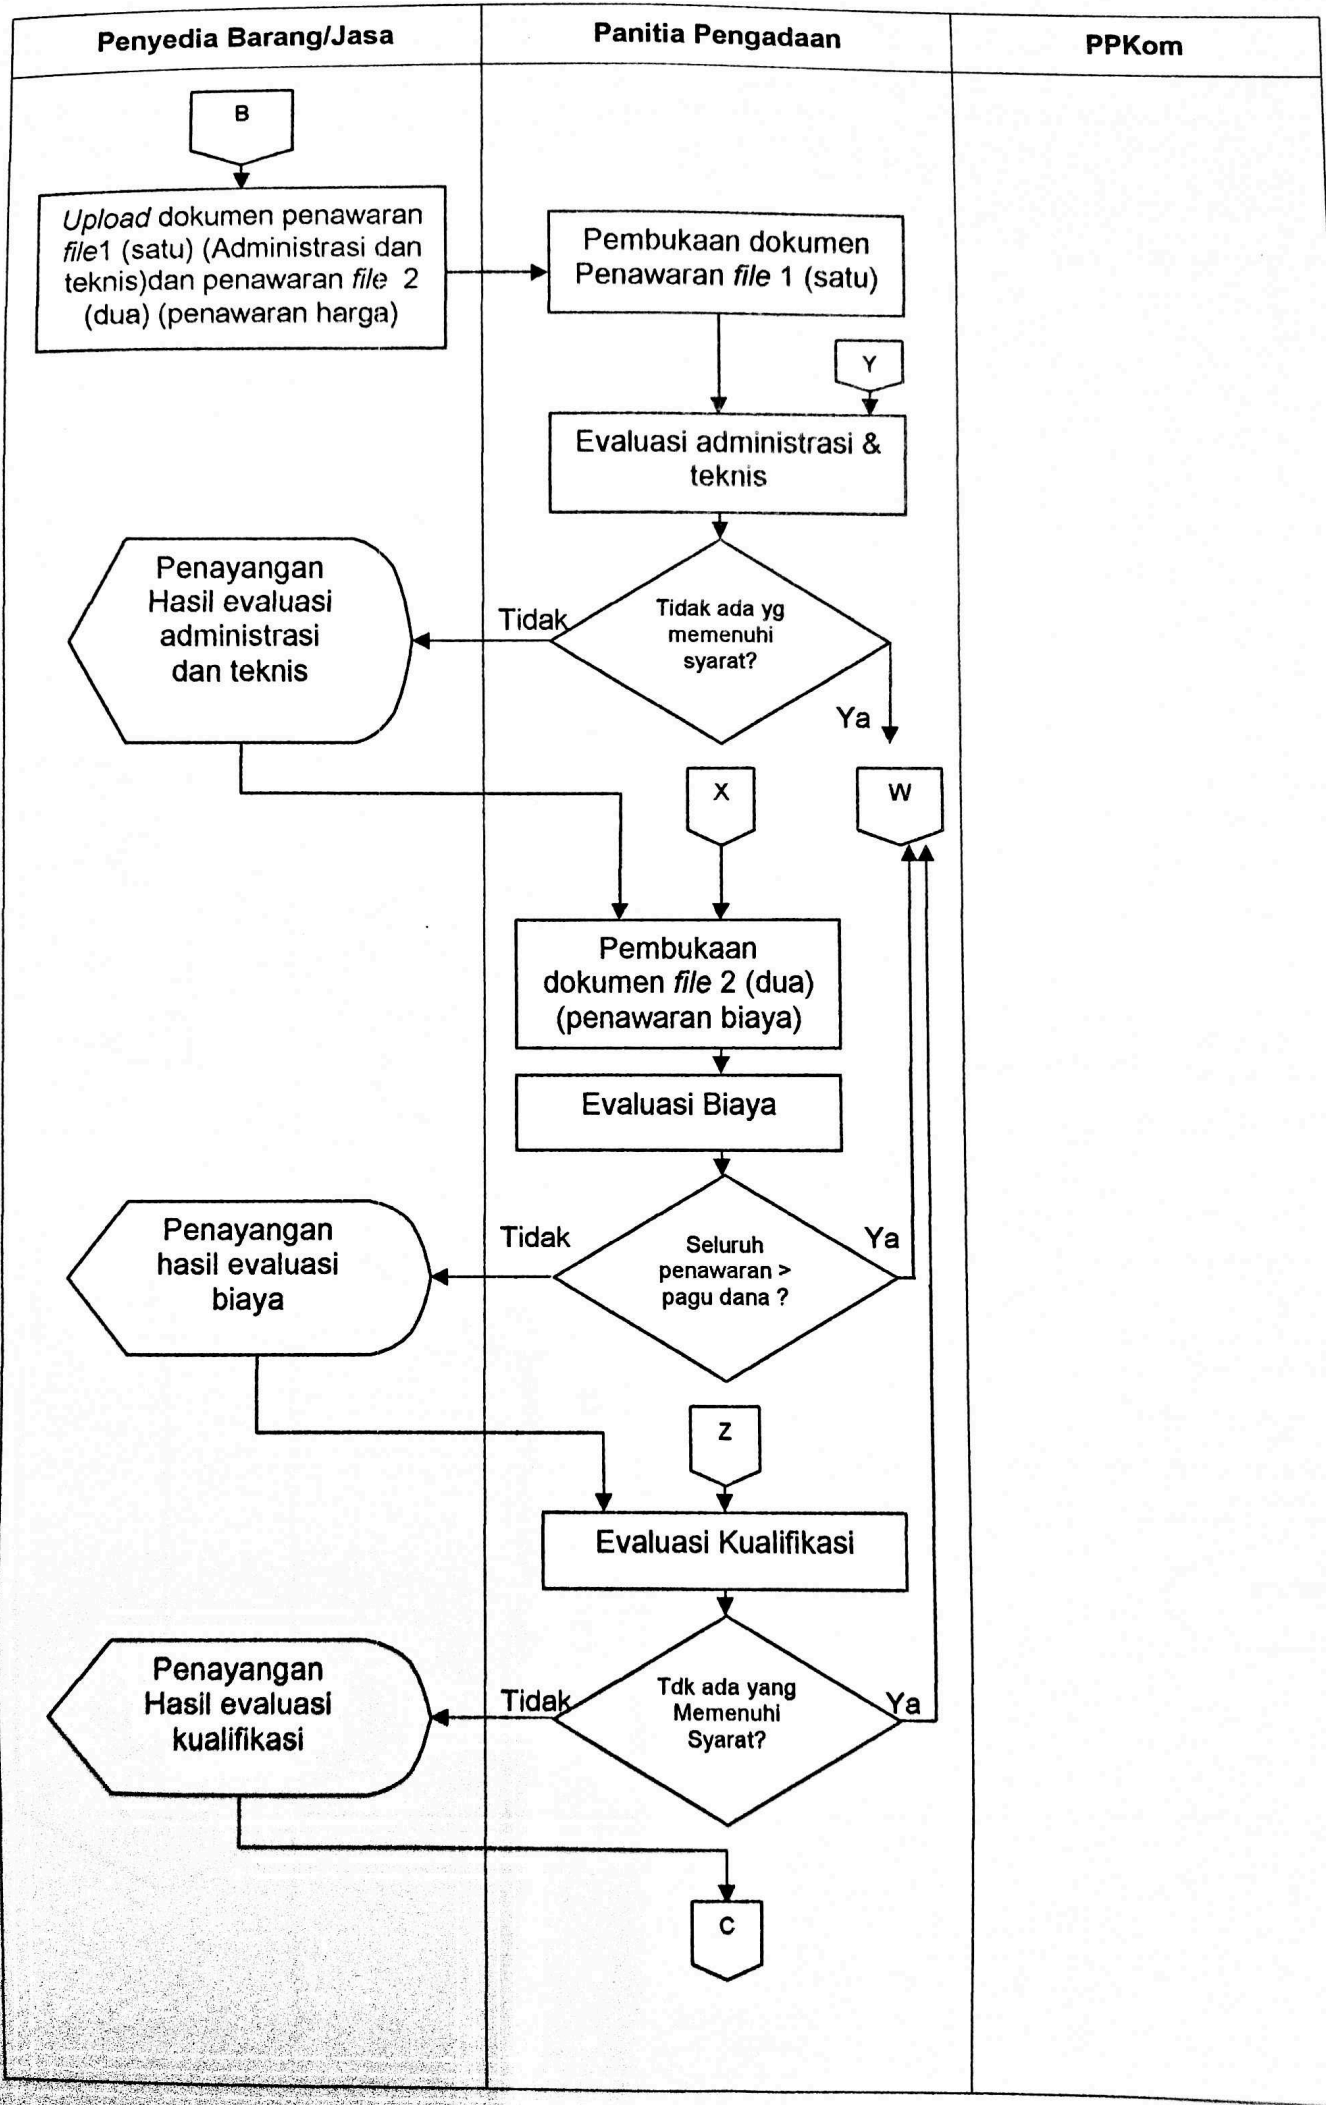 Penyedia Barang/Jasa
Panitia Pengadaan
PPKom
B
Upload dokumen penawaran
file1 (satu) (Administrasi dan
teknis)dan penawaran file 2
(dua) (penawaran harga)
Pembukaan dokumen
Penawaran file 1 (satu)
Y
Evaluasi administrasi &
teknis
Tidak ada yg
memenuhi
syarat?
Tidak
Ya
Penayangan
Hasil evaluasi
administrasi
dan teknis
X
W
Pembukaan
dokumen file 2 (dua)
(penawaran biaya)
Evaluasi Biaya
Seluruh
penawaran >
pagu dana ?
Tidak
Ya
Penayangan
hasil evaluasi
biaya
Z
Evaluasi Kualifikasi
Tdk ada yang
Memenuhi
Syarat?
Tidak
Ya
Penayangan
Hasil evaluasi
kualifikasi
C